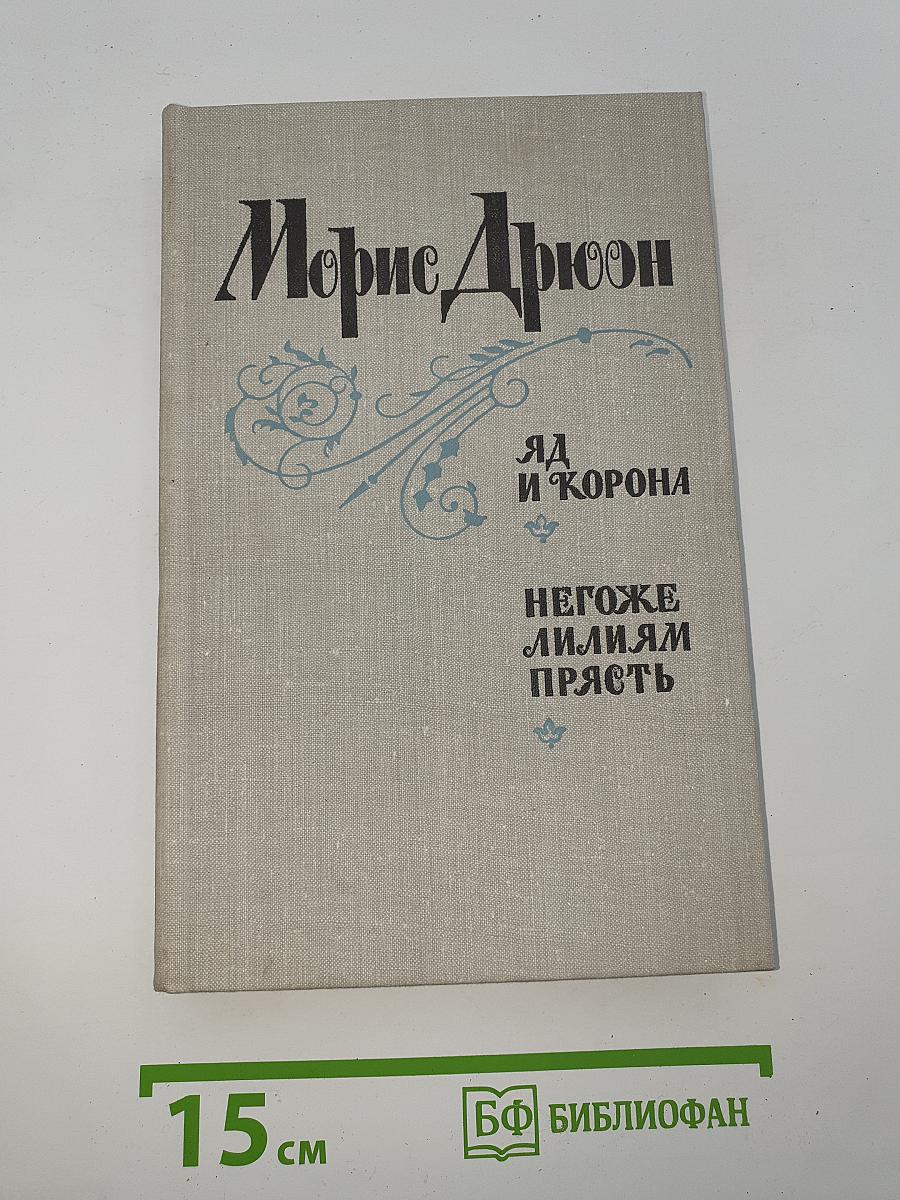 Морис Дрюон
ЯД
И КОРОНА
НЕГОЖЕ
ЛИЛИЯМ
ПРЯСТЬ
15 см
БФ БИБЛИОФАН